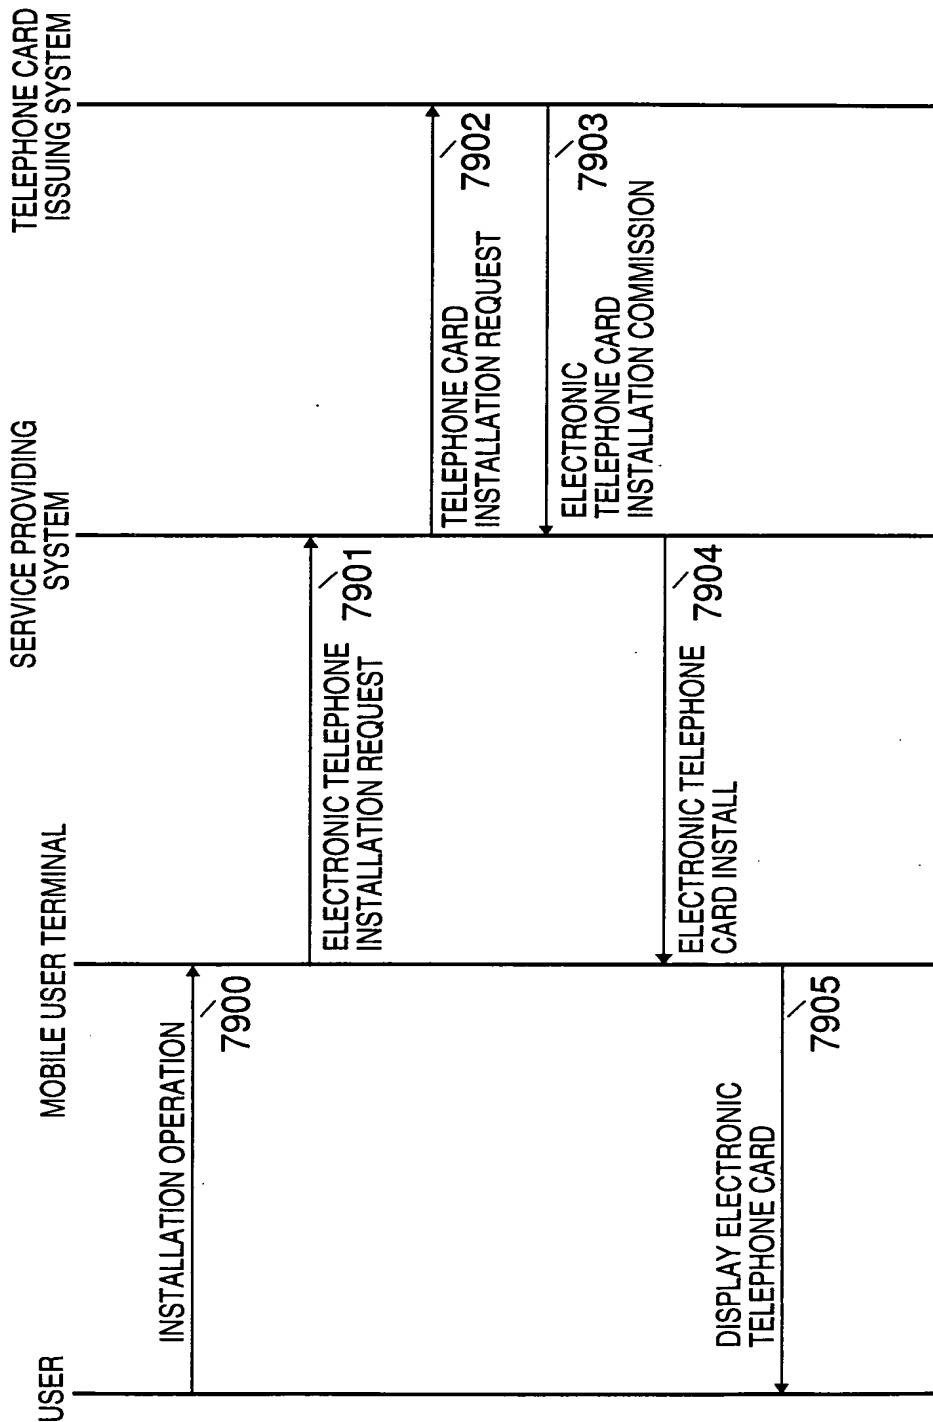 USER
MOBILE USER TERMINAL
SERVICE PROVIDING
SYSTEM
TELEPHONE CARD
ISSUING SYSTEM
INSTALLATION OPERATION
7900
ELECTRONIC TELEPHONE
INSTALLATION REQUEST
7901
TELEPHONE CARD
INSTALLATION REQUEST
7902
ELECTRONIC
TELEPHONE CARD
INSTALLATION COMMISSION
7903
ELECTRONIC TELEPHONE
CARD INSTALL
7904
DISPLAY ELECTRONIC
TELEPHONE CARD
7905